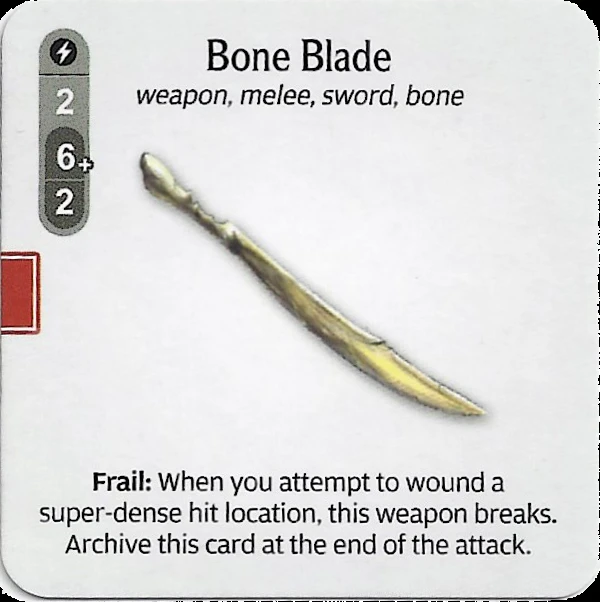 Bone Blade
weapon, melee, sword, bone
2
6+
2
Frail: When you attempt to wound a
super-dense hit location, this weapon breaks.
Archive this card at the end of the attack.